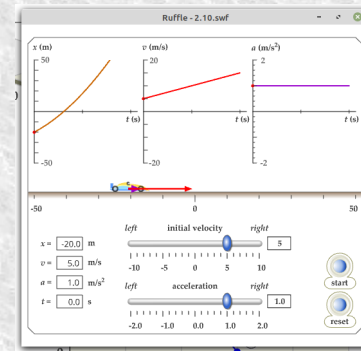 Ruffle - 2.10.swf
x (m) v (m/s) a (m/s²)
50 20 2
t (s) t (s) t (s)
-50 -20 -2
-50 0 50
left initial velocity right
x = -20.0 m 5
v = 5.0 m/s -10 -5 0 5 10
a = 1.0 m/s² left acceleration right start
t = 0.0 s 1.0
-2.0 -1.0 0.0 1.0 2.0 reset